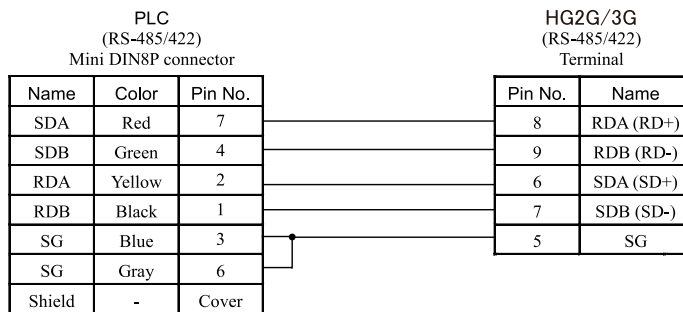 PLC
(RS-485/422)
Mini DIN8P connector
HG2G/3G
(RS-485/422)
Terminal
Name Color Pin No. Pin No. Name
SDA Red 7 8 RDA (RD+)
SDB Green 4 9 RDB (RD-)
RDA Yellow 2 6 SDA (SD+)
RDB Black 1 7 SDB (SD-)
SG Blue 3 5 SG
SG Gray 6
Shield - Cover